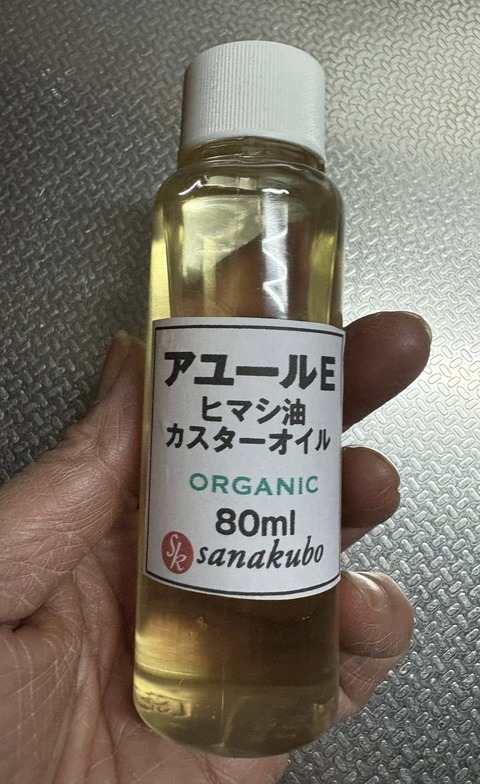 アユールE
ヒマシ油
カスターオイル
ORGANIC
80ml
sk sanakubo